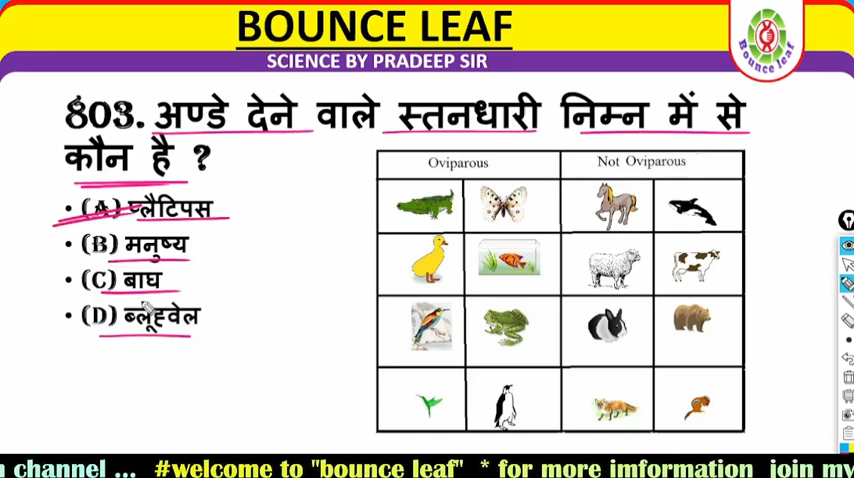 BOUNCE LEAF
SCIENCE BY PRADEEP SIR
Bounce leaf
803. अण्डे देने वाले स्तनधारी निम्न में से
कौन है ?
• (A) प्लैटिपस
• (B) मनुष्य
• (C) बाघ
• (D) ब्लूह्वेल
Oviparous Not Oviparous
n channel ... #welcome to "bounce leaf" * for more imformation join my